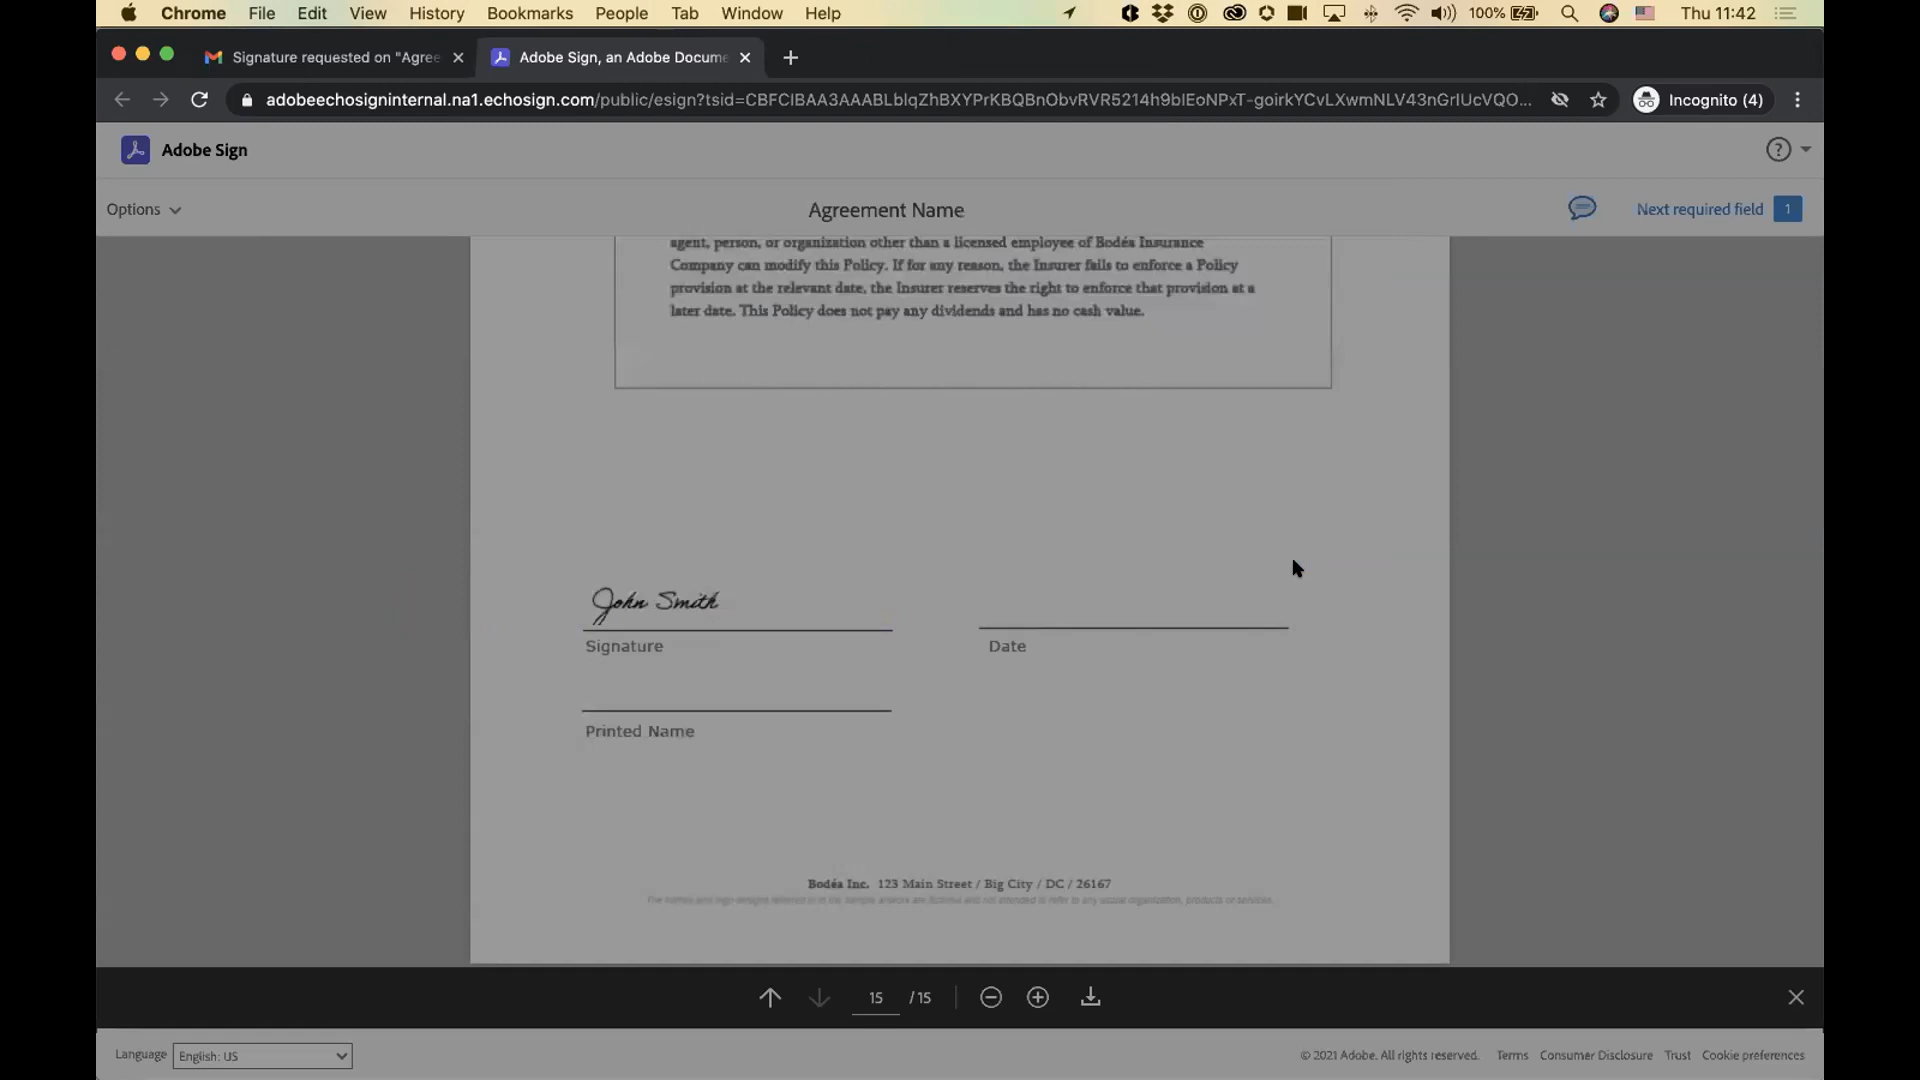 Chrome File Edit View History Bookmarks People Tab Window Help 100% Thu 11:42
Signature requested on "Agree Adobe Sign, an Adobe Docume
adobeechosigninternal.na1.echosign.com/public/esign?tsid= Incognito (4)
Adobe Sign
Options Agreement Name Next required field 1
agent, person, or organization other than a licensed employee of Bodéa Insurance
Company can modify this Policy. If for any reason, the Insurer fails to enforce a Policy
provision at the relevant date, the Insurer reserves the right to enforce that provision at a
later date. This Policy does not pay any dividends and has no cash value.
John Smith
Signature Date
Printed Name
Bodéa Inc. 123 Main Street / Big City / DC / 26167
15 / 15
Language English: US © 2021 Adobe. All rights reserved. Terms Consumer Disclosure Trust Cookie preferences